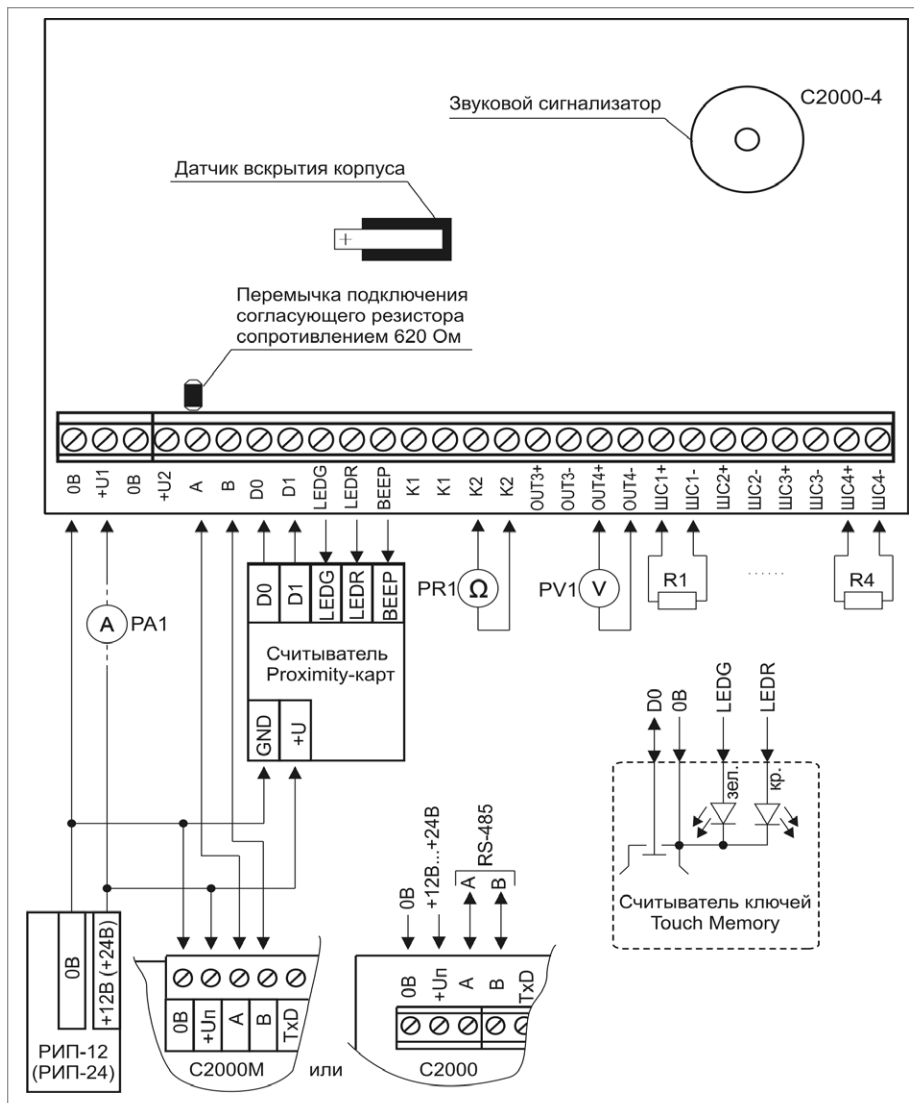 С2000-4
Звуковой сигнализатор
Датчик вскрытия корпуса
+
Перемычка подключения
согласующего резистора
сопротивлением 620 Ом
0В
+U1
0В
+U2
A
B
D0
D1
LEDG
LEDR
BEEP
К1
К1
К2
К2
OUT3+
OUT3-
OUT4+
OUT4-
ШС1+
ШС1-
ШС2+
ШС2-
ШС3+
ШС3-
ШС4+
ШС4-
D0
D1
LEDG
LEDR
BEEP
PR1
Ω
PV1
V
R1
......
R4
A
PA1
Считыватель
Proximity-карт
GND
+U
D0
0В
LEDG
LEDR
зел.
кр.
Считыватель ключей
Touch Memory
0В
+12В...+24В
RS-485
A
B
0В
+12В (+24В)
РИП-12
(РИП-24)
0В
+Uп
A
B
TxD
С2000М
или
0В
+Uп
A
B
TxD
С2000